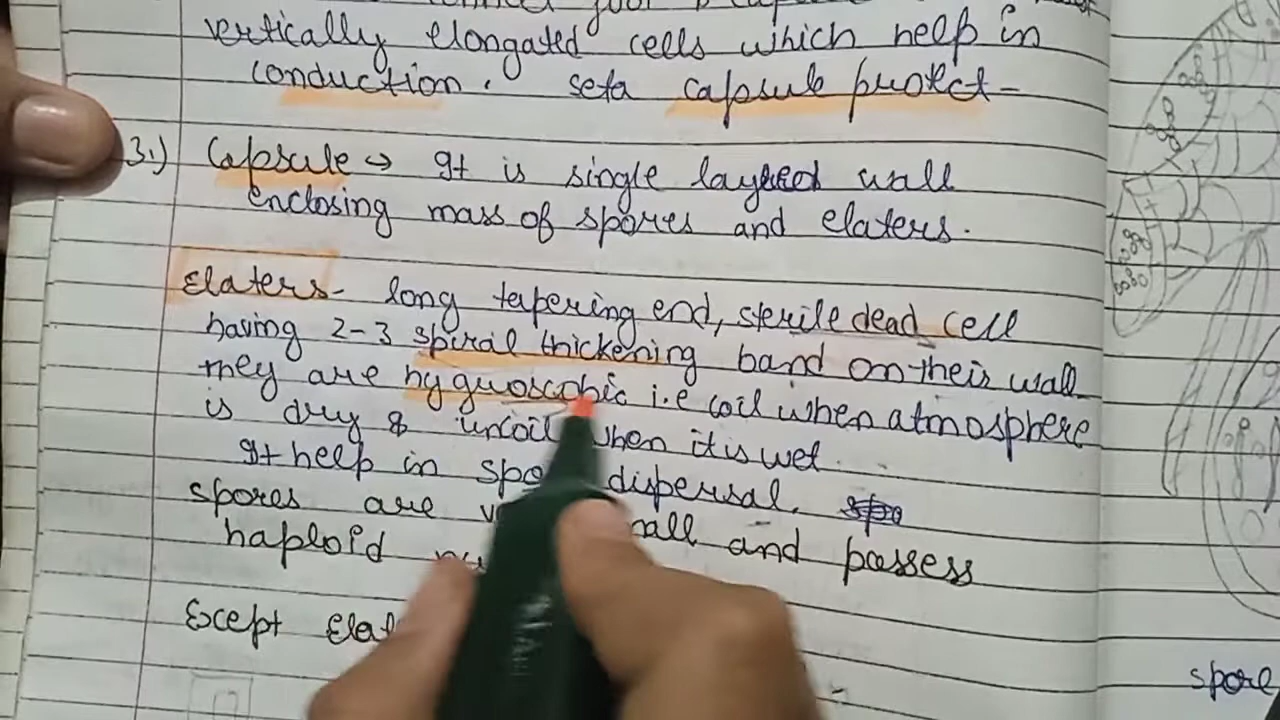 vertically elongated cells which help in
conduction. seta capsule protect-
3.) Capsule → It is single layered wall
enclosing mass of spores and elaters.
Elaters- long tapering end, sterile dead cell
having 2-3 spiral thickening band on their wall
they are hygroscopic i.e coil when atmosphere
is dry & uncoil when it is wet.
It help in dispersal.
spores are and possess
haploid
Except
spore